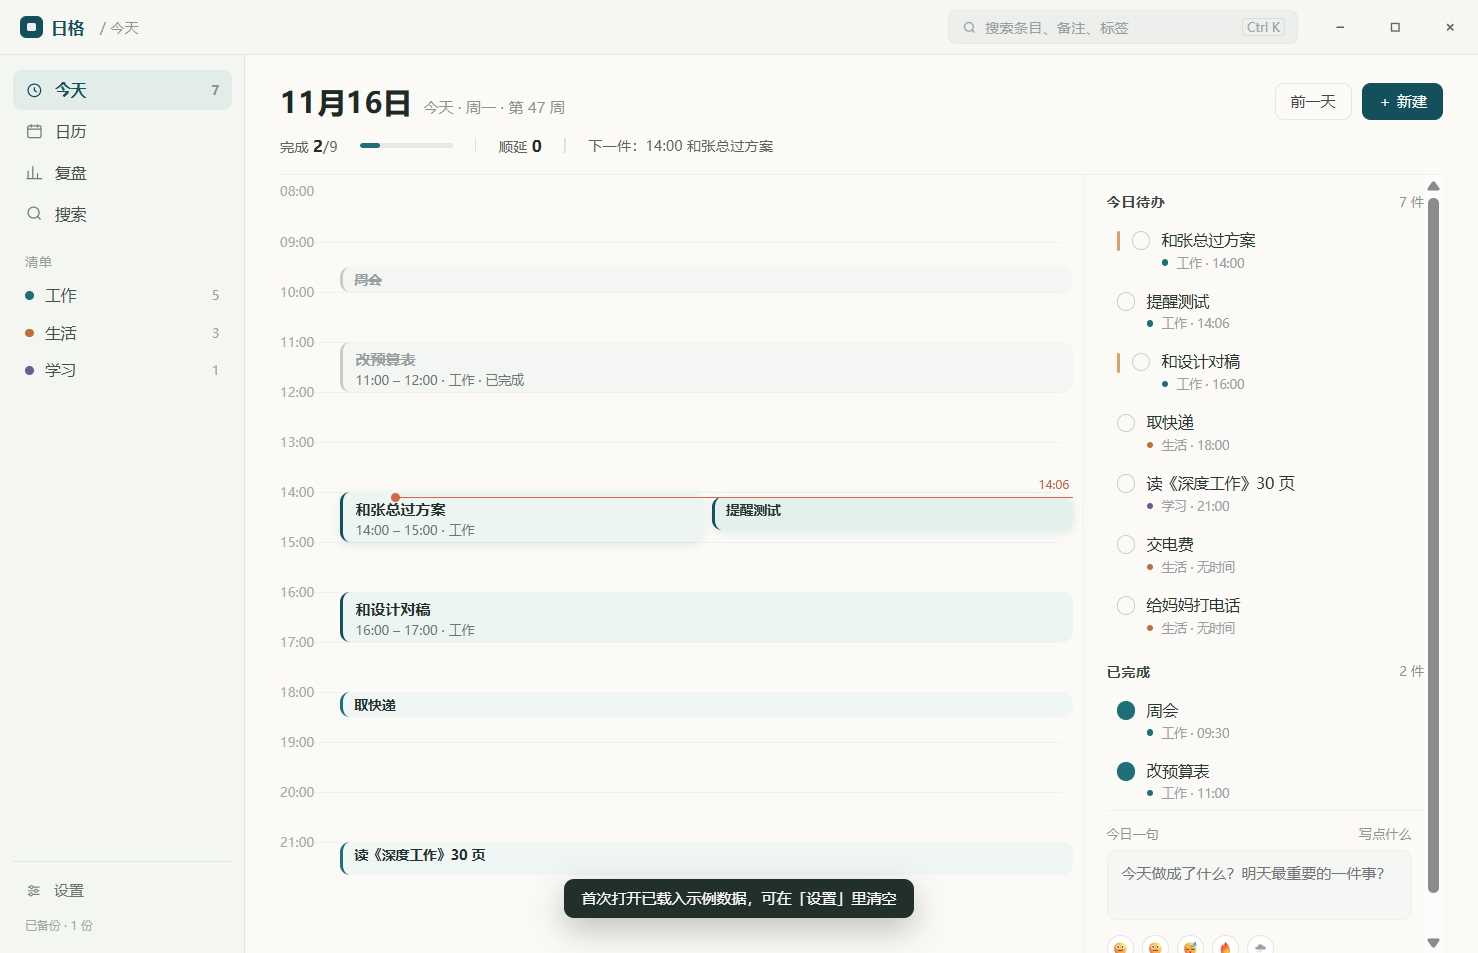 日格 / 今天
搜索条目、备注、标签 Ctrl K
今天 7
日历
复盘
搜索
清单
工作 5
生活 3
学习 1
设置
已备份 · 1 份
11月16日 今天 · 周一 · 第 47 周
前一天
+ 新建
完成 2/9
顺延 0
下一件：14:00 和张总过方案
08:00
09:00
周会
10:00
11:00
改预算表
11:00 – 12:00 · 工作 · 已完成
12:00
13:00
14:06
14:00
和张总过方案
14:00 – 15:00 · 工作
提醒测试
15:00
16:00
和设计对稿
16:00 – 17:00 · 工作
17:00
18:00
取快递
19:00
20:00
21:00
读《深度工作》30 页
首次打开已载入示例数据，可在「设置」里清空
今日待办 7 件
和张总过方案
工作 · 14:00
提醒测试
工作 · 14:06
和设计对稿
工作 · 16:00
取快递
生活 · 18:00
读《深度工作》30 页
学习 · 21:00
交电费
生活 · 无时间
给妈妈打电话
生活 · 无时间
已完成 2 件
周会
工作 · 09:30
改预算表
工作 · 11:00
今日一句 写点什么
今天做成了什么？明天最重要的一件事？